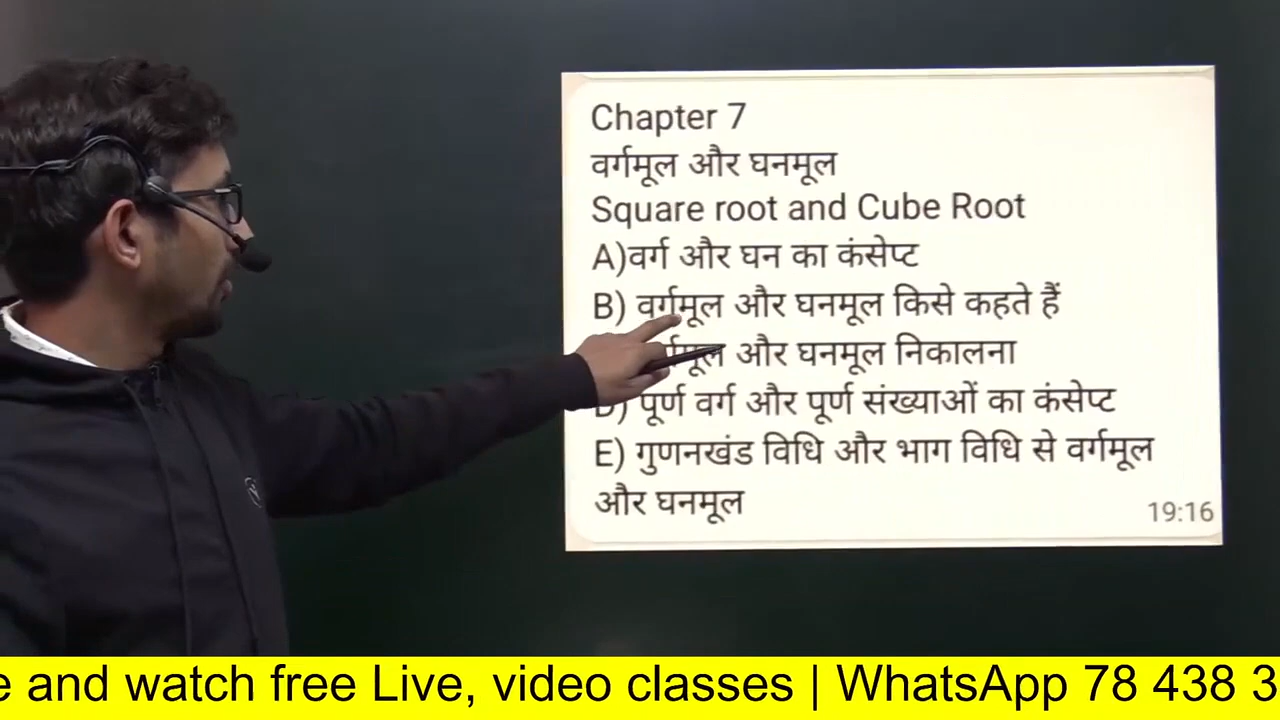 Chapter 7
वर्गमूल और घनमूल
Square root and Cube Root
A)वर्ग और घन का कंसेप्ट
B) वर्गमूल और घनमूल किसे कहते हैं
और घनमूल निकालना
D) पूर्ण वर्ग और पूर्ण संख्याओं का कंसेप्ट
E) गुणनखंड विधि और भाग विधि से वर्गमूल
और घनमूल
19:16
and watch free Live, video classes | WhatsApp 78 438 3